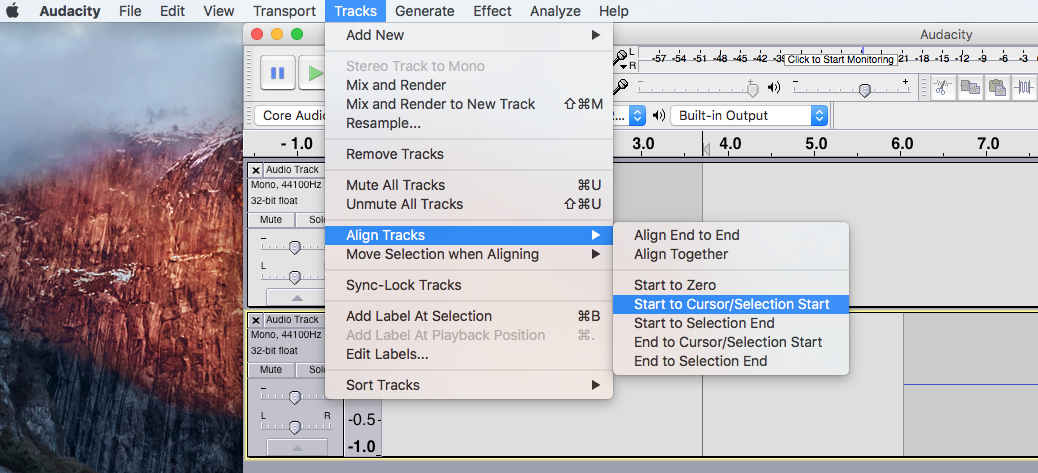 Audacity File Edit View Transport Tracks Generate Effect Analyze Help
Audacity
Add New
Stereo Track to Mono
Mix and Render
Mix and Render to New Track ⇧⌘M
Resample...
Remove Tracks
Mute All Tracks ⌘U
Unmute All Tracks ⇧⌘U
Align Tracks
Move Selection when Aligning
Sync-Lock Tracks
Add Label At Selection ⌘B
Add Label At Playback Position ⌘.
Edit Labels...
Sort Tracks
Align End to End
Align Together
Start to Zero
Start to Cursor/Selection Start
Start to Selection End
End to Cursor/Selection Start
End to Selection End
L
R
-57 -54 -51 -48 -45 -42 Click to Start Monitoring -18 -15 -12 -9 -6 -3
- +
Core Audio
R... Built-in Output
- 1.0 3.0 4.0 5.0 6.0 7.0
Audio Track
Mono, 44100Hz
32-bit float
Mute
-
L
Audio Track
Mono, 44100Hz
32-bit float
Mute
-
L R
-0.5
-1.0